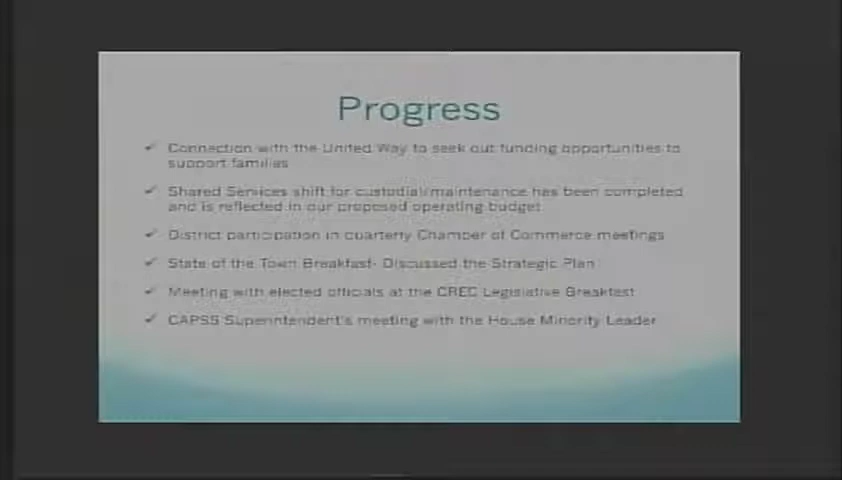 Progress
✓ Connection with the United Way to seek out funding opportunities to
support families
✓ Shared Services shift for custodial/maintenance has been completed
and is reflected in our proposed operating budget
✓ District participation in quarterly Chamber of Commerce meetings
✓ State of the Town Breakfast- Discussed the Strategic Plan
✓ Meeting with elected officials at the CREC Legislative Breakfast
✓ CAPSS Superintendent's meeting with the House Minority Leader